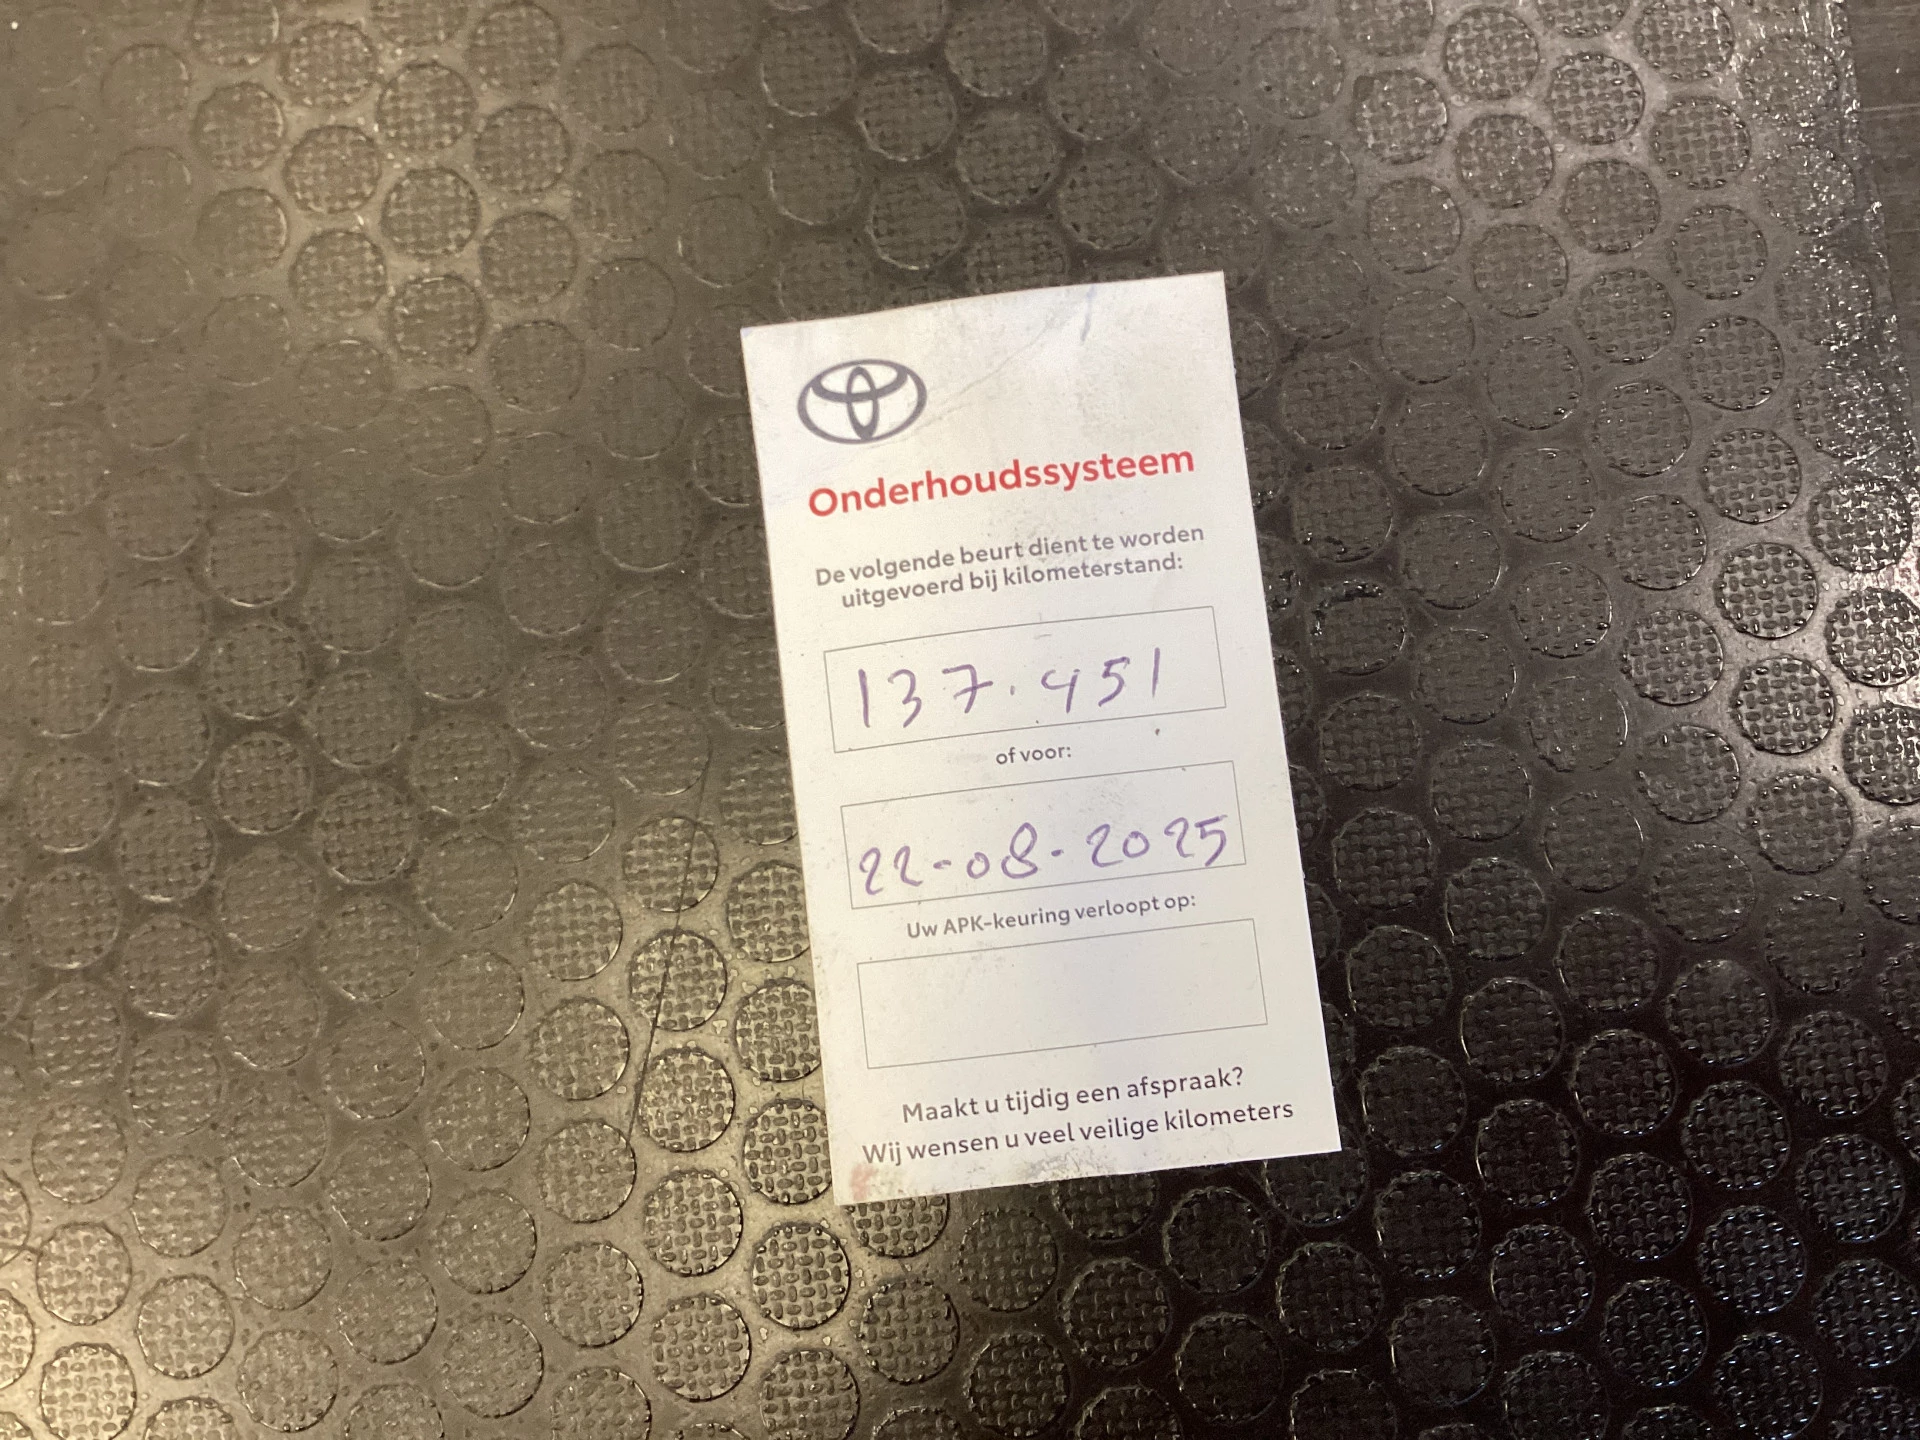 Onderhoudssysteem
De volgende beurt dient te worden
uitgevoerd bij kilometerstand:
137.451
of voor:
22-08-2025
Uw APK-keuring verloopt op:
Maakt u tijdig een afspraak?
Wij wensen u veel veilige kilometers